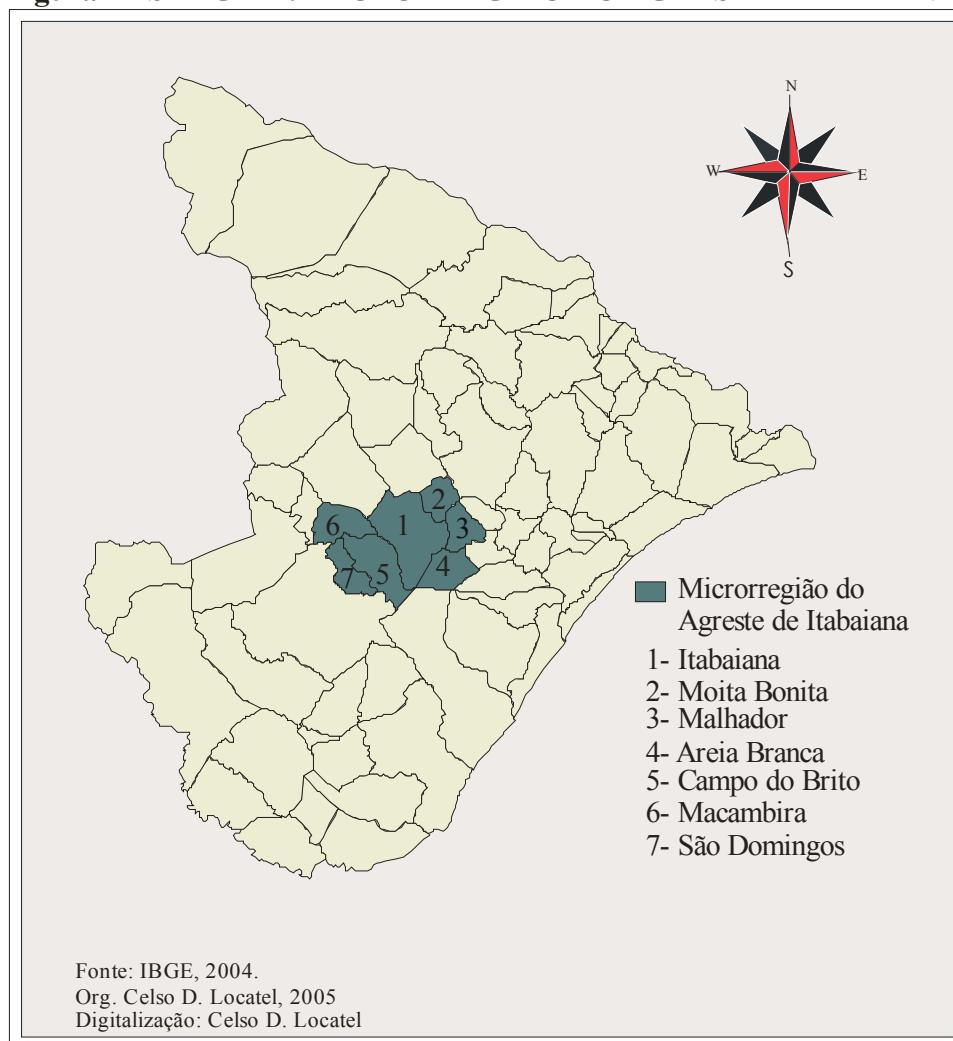 N
W
E
S
2
1
3
6
4
5
7
Microrregião do
Agreste de Itabaiana
1- Itabaiana
2- Moita Bonita
3- Malhador
4- Areia Branca
5- Campo do Brito
6- Macambira
7- São Domingos
Fonte: IBGE, 2004.
Org. Celso D. Locatel, 2005
Digitalização: Celso D. Locatel